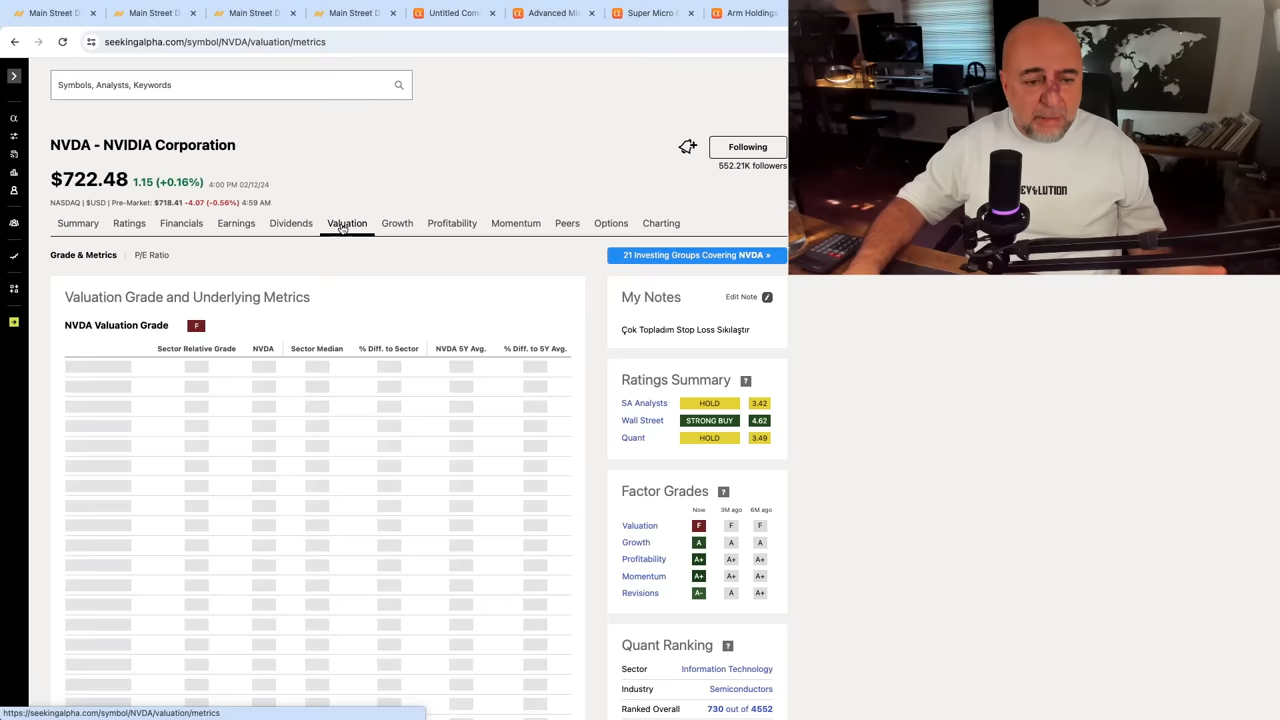 Main Street D
Main Street D
Main Street D
Main Street D
Untitled Com
Advanced Mi
Super Micro
Arm Holdings
seekingalpha.com/symbol/NVDA/valuation/metrics
Symbols, Analysts, Keywords
NVDA - NVIDIA Corporation
Following
552.21K followers
$722.48 1.15 (+0.16%) 4:00 PM 02/12/24
NASDAQ | $USD | Pre-Market: $718.41 -4.07 (-0.56%) 4:59 AM
Summary Ratings Financials Earnings Dividends Valuation Growth Profitability Momentum Peers Options Charting
Grade & Metrics P/E Ratio
21 Investing Groups Covering NVDA »
Valuation Grade and Underlying Metrics
NVDA Valuation Grade F
Sector Relative Grade NVDA Sector Median % Diff. to Sector NVDA 5Y Avg. % Diff. to 5Y Avg.
My Notes Edit Note
Çok Topladım Stop Loss Sıkılaştır
Ratings Summary ?
SA Analysts HOLD 3.42
Wall Street STRONG BUY 4.62
Quant HOLD 3.49
Factor Grades ?
Now 3M ago 6M ago
Valuation F F F
Growth A A A
Profitability A+ A+ A+
Momentum A+ A+ A+
Revisions A- A A+
Quant Ranking ?
Sector Information Technology
Industry Semiconductors
Ranked Overall 730 out of 4552
https://seekingalpha.com/symbol/NVDA/valuation/metrics
EVOLUTION